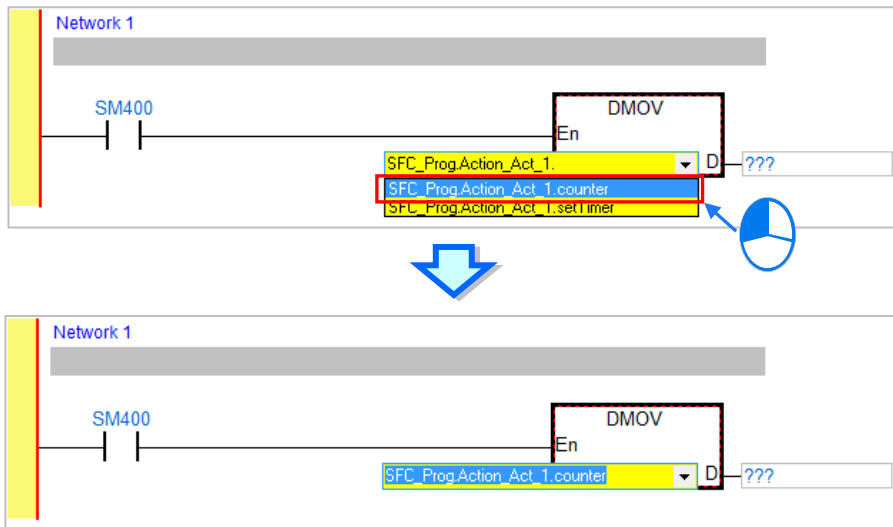 Network 1
SM400
DMOV
En
SFC_Prog.Action_Act_1. D ???
SFC_Prog.Action_Act_1.counter
SFC_Prog.Action_Act_1.setTimer
Network 1
SM400
DMOV
En
SFC_Prog.Action_Act_1.counter D ???